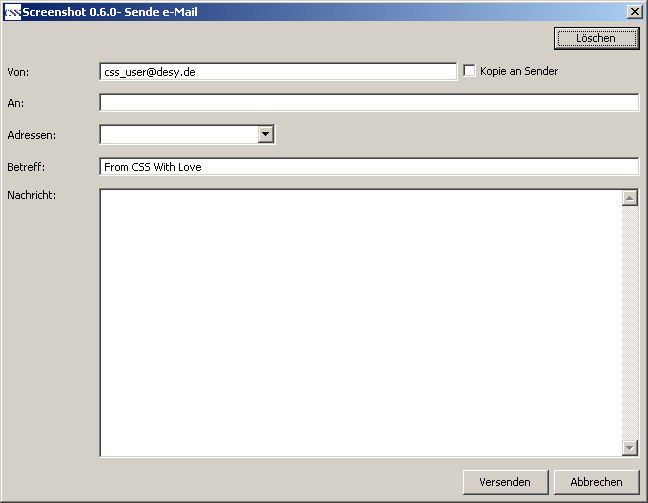 CSS Screenshot 0.6.0- Sende e-Mail
Löschen
Von: css_user@desy.de Kopie an Sender
An:
Adressen:
Betreff: From CSS With Love
Nachricht:
Versenden Abbrechen